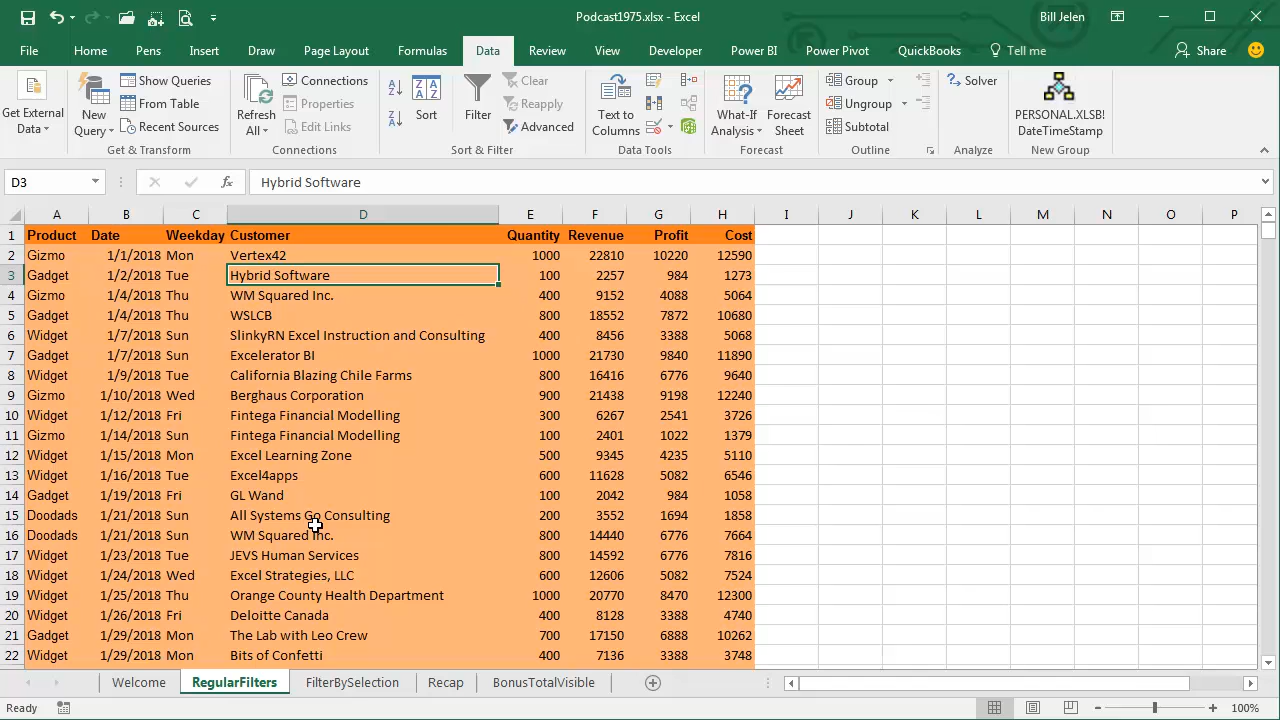 Podcast1975.xlsx - Excel
Bill Jelen
File Home Pens Insert Draw Page Layout Formulas Data Review View Developer Power BI Power Pivot QuickBooks Tell me Share
Get External Data
New Query
Show Queries
From Table
Recent Sources
Get & Transform
Refresh All
Connections
Properties
Edit Links
Connections
Sort
Filter
Clear
Reapply
Advanced
Sort & Filter
Text to Columns
Data Tools
What-If Analysis
Forecast Sheet
Forecast
Group
Ungroup
Subtotal
Outline
Solver
Analyze
PERSONAL.XLSB! DateTimeStamp
New Group
D3 fx Hybrid Software
A B C D E F G H I J K L M N O P
1 Product Date Weekday Customer Quantity Revenue Profit Cost
2 Gizmo 1/1/2018 Mon Vertex42 1000 22810 10220 12590
3 Gadget 1/2/2018 Tue Hybrid Software 100 2257 984 1273
4 Gizmo 1/4/2018 Thu WM Squared Inc. 400 9152 4088 5064
5 Gadget 1/4/2018 Thu WSLCB 800 18552 7872 10680
6 Widget 1/7/2018 Sun SlinkyRN Excel Instruction and Consulting 400 8456 3388 5068
7 Gadget 1/7/2018 Sun Excelerator BI 1000 21730 9840 11890
8 Widget 1/9/2018 Tue California Blazing Chile Farms 800 16416 6776 9640
9 Gizmo 1/10/2018 Wed Berghaus Corporation 900 21438 9198 12240
10 Widget 1/12/2018 Fri Fintega Financial Modelling 300 6267 2541 3726
11 Gizmo 1/14/2018 Sun Fintega Financial Modelling 100 2401 1022 1379
12 Widget 1/15/2018 Mon Excel Learning Zone 500 9345 4235 5110
13 Widget 1/16/2018 Tue Excel4apps 600 11628 5082 6546
14 Gadget 1/19/2018 Fri GL Wand 100 2042 984 1058
15 Doodads 1/21/2018 Sun All Systems Go Consulting 200 3552 1694 1858
16 Doodads 1/21/2018 Sun WM Squared Inc. 800 14440 6776 7664
17 Widget 1/23/2018 Tue JEVS Human Services 800 14592 6776 7816
18 Widget 1/24/2018 Wed Excel Strategies, LLC 600 12606 5082 7524
19 Widget 1/25/2018 Thu Orange County Health Department 1000 20770 8470 12300
20 Widget 1/26/2018 Fri Deloitte Canada 400 8128 3388 4740
21 Gadget 1/29/2018 Mon The Lab with Leo Crew 700 17150 6888 10262
22 Widget 1/29/2018 Mon Bits of Confetti 400 7136 3388 3748
Welcome RegularFilters FilterBySelection Recap BonusTotalVisible
Ready 100%